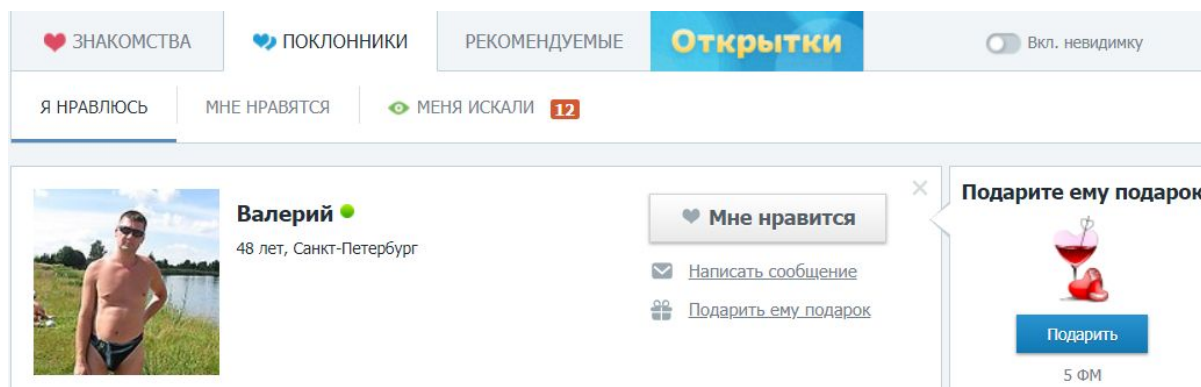 ЗНАКОМСТВА
ПОКЛОННИКИ
РЕКОМЕНДУЕМЫЕ
Открытки
Вкл. невидимку
Я НРАВЛЮСЬ
МНЕ НРАВЯТСЯ
МЕНЯ ИСКАЛИ 12
Валерий
48 лет, Санкт-Петербург
Мне нравится
Написать сообщение
Подарить ему подарок
Подарите ему подарок
Подарить
5 ФМ